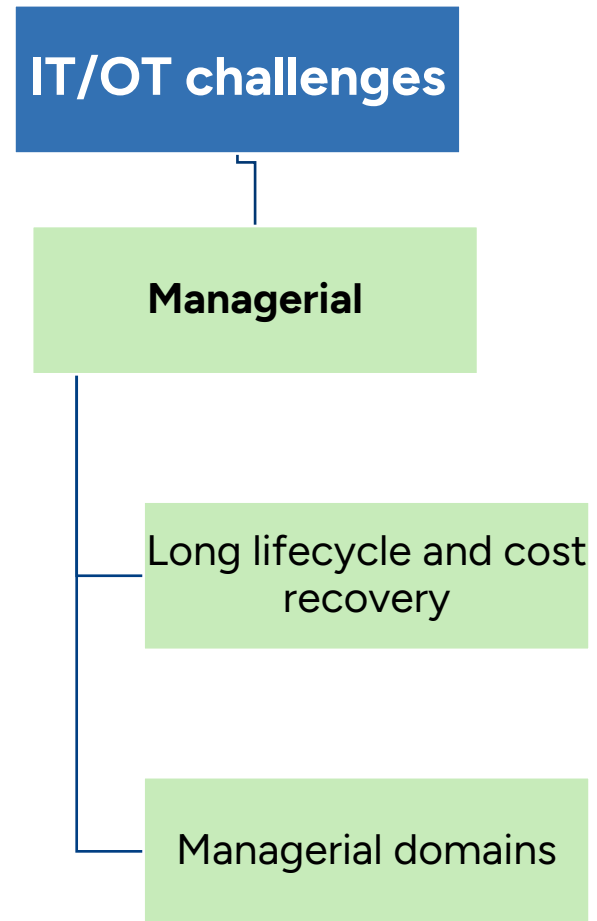 IT/OT challenges
Managerial
Long lifecycle and cost
recovery
Managerial domains